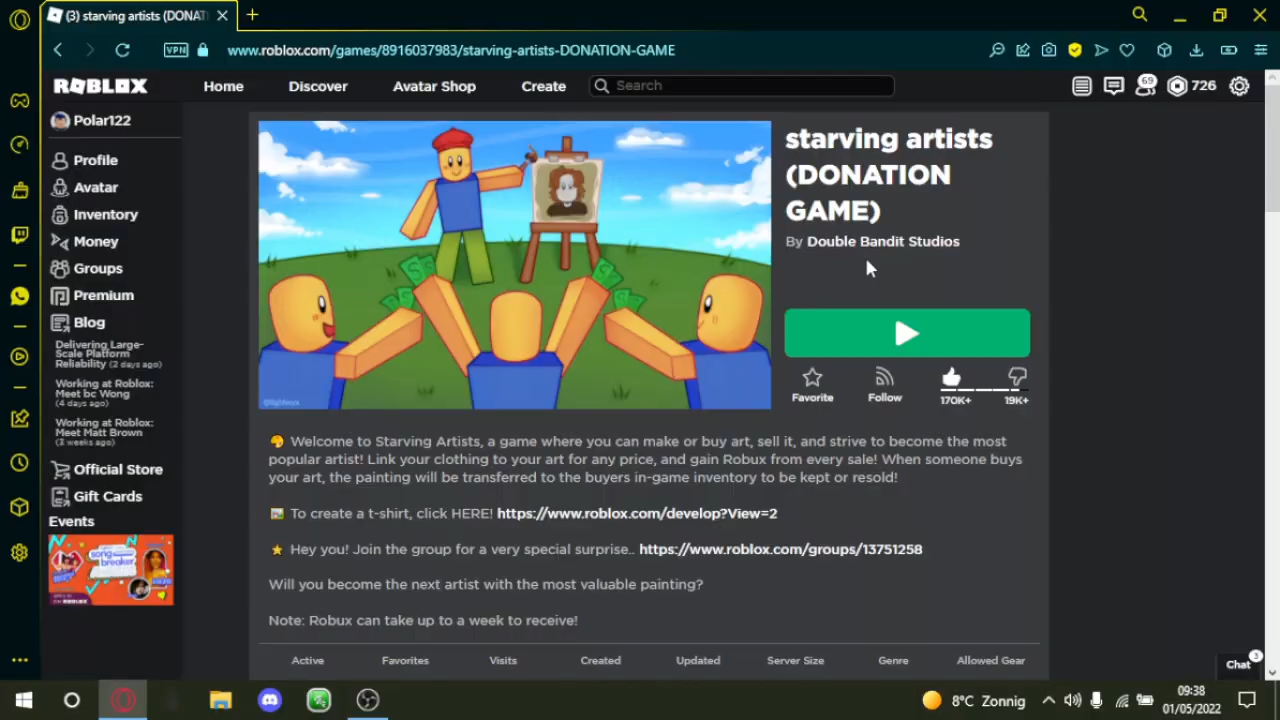 (3) starving artists (DONAT
VPN
www.roblox.com/games/8916037983/starving-artists-DONATION-GAME
ROBLOX
Home
Discover
Avatar Shop
Create
Search
69
726
Polar122
Profile
Avatar
Inventory
Money
Groups
Premium
Blog
Delivering Large-
Scale Platform
Reliability (2 days ago)
Working at Roblox:
Meet bc Wong
(4 days ago)
Working at Roblox:
Meet Matt Brown
(3 weeks ago)
Official Store
Gift Cards
Events
song
breaker
starving artists
(DONATION
GAME)
By Double Bandit Studios
Favorite
Follow
170K+
19K+
Welcome to Starving Artists, a game where you can make or buy art, sell it, and strive to become the most
popular artist! Link your clothing to your art for any price, and gain Robux from every sale! When someone buys
your art, the painting will be transferred to the buyers in-game inventory to be kept or resold!
To create a t-shirt, click HERE! https://www.roblox.com/develop?View=2
Hey you! Join the group for a very special surprise.. https://www.roblox.com/groups/13751258
Will you become the next artist with the most valuable painting?
Note: Robux can take up to a week to receive!
Active
Favorites
Visits
Created
Updated
Server Size
Genre
Allowed Gear
Chat
3
8°C Zonnig
09:38
01/05/2022